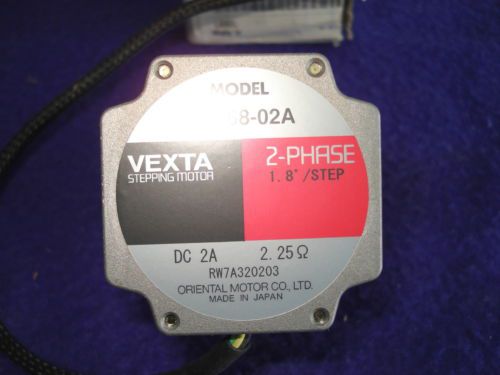 MODEL
68-02A
VEXTA
STEPPING MOTOR
2-PHASE
1.8°/STEP
DC 2A 2.25Ω
RW7A320203
ORIENTAL MOTOR CO., LTD.
MADE IN JAPAN